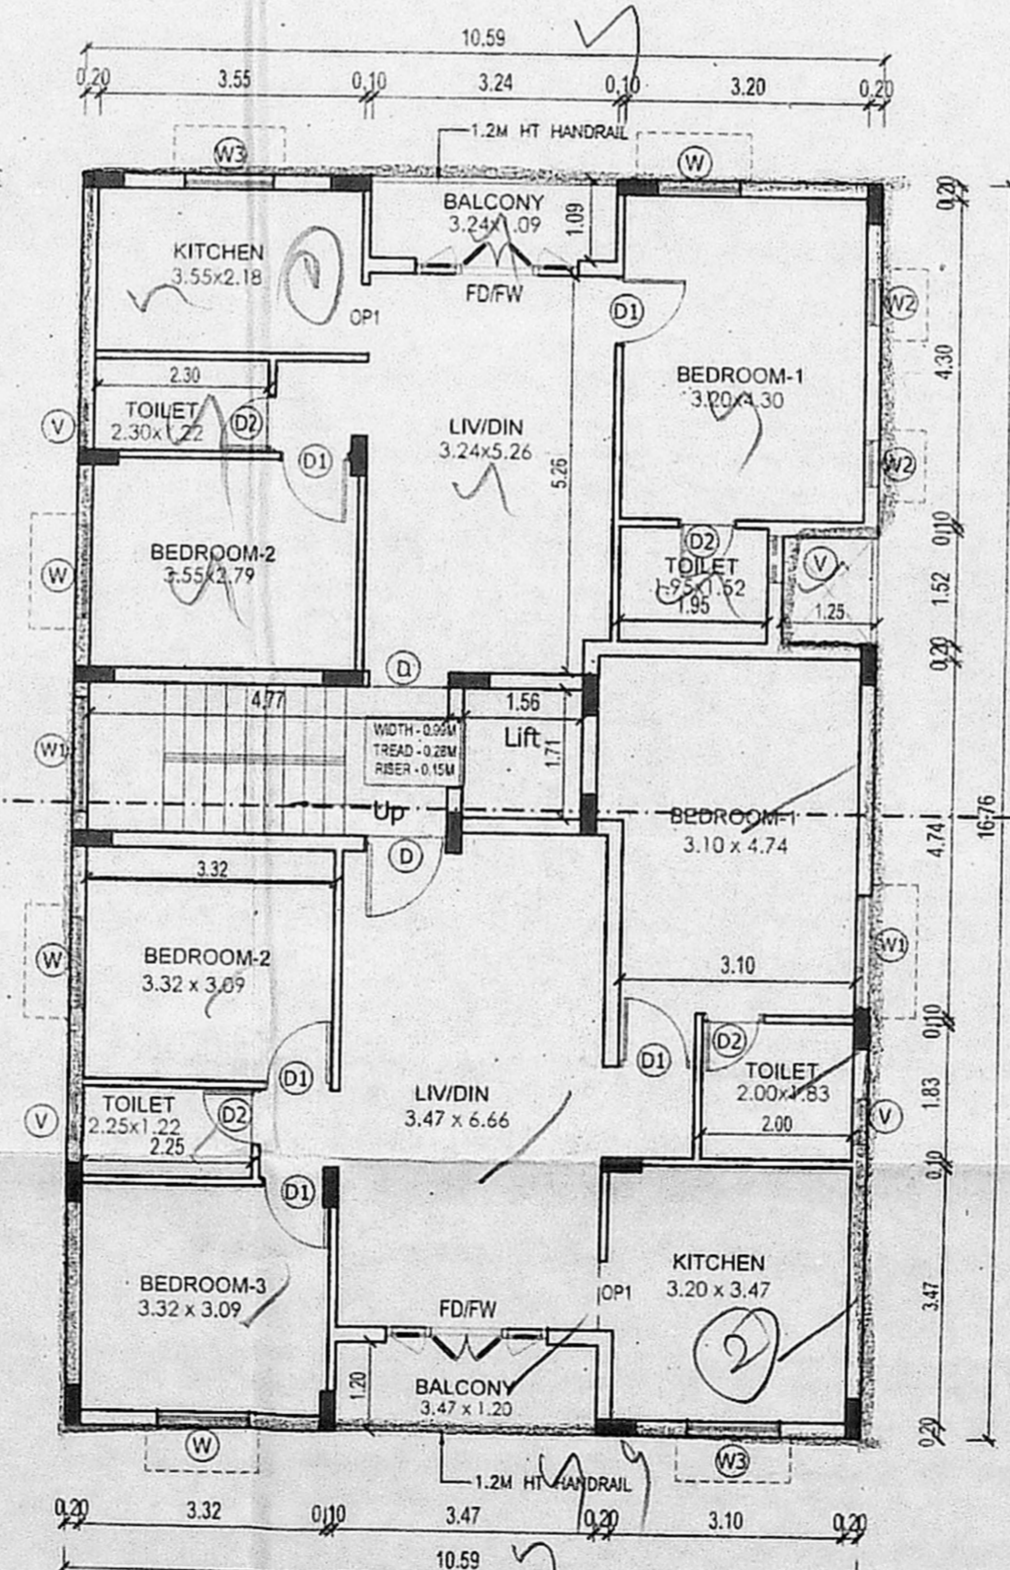 10.59
0.20 3.55 0.10 3.24 0.10 3.20 0.20
1.2M HT HANDRAIL
W3
W
BALCONY
3.24x1.09
1.09
0.20
KITCHEN
3.55x2.18
FD/FW
OP1
D1
W2
4.30
2.30
TOILET
2.30x1.22
D2
V
BEDROOM-1
3.20x4.30
LIV/DIN
3.24x5.26
5.26
D1
W2
BEDROOM-2
3.55x2.79
W
D2
TOILET
1.95x1.52
1.95
V
1.25
0.10
1.52
0.20
D
4.77
1.56
WIDTH - 0.99M
TREAD - 0.28M
RISER - 0.15M
Lift
1.71
W1
Up
BEDROOM-1
3.10 x 4.74
4.74
16.76
D
3.32
BEDROOM-2
3.32 x 3.09
W
3.10
W1
0.10
D1
D1
D2
TOILET
2.00x1.83
2.00
V
1.83
LIV/DIN
3.47 x 6.66
TOILET
2.25x1.22
2.25
D2
V
0.10
D1
BEDROOM-3
3.32 x 3.09
KITCHEN
3.20 x 3.47
OP1
2
3.47
FD/FW
1.20
BALCONY
3.47 x 1.20
0.20
W
W3
1.2M HT HANDRAIL
0.20 3.32 0.10 3.47 0.20 3.10 0.20
10.59